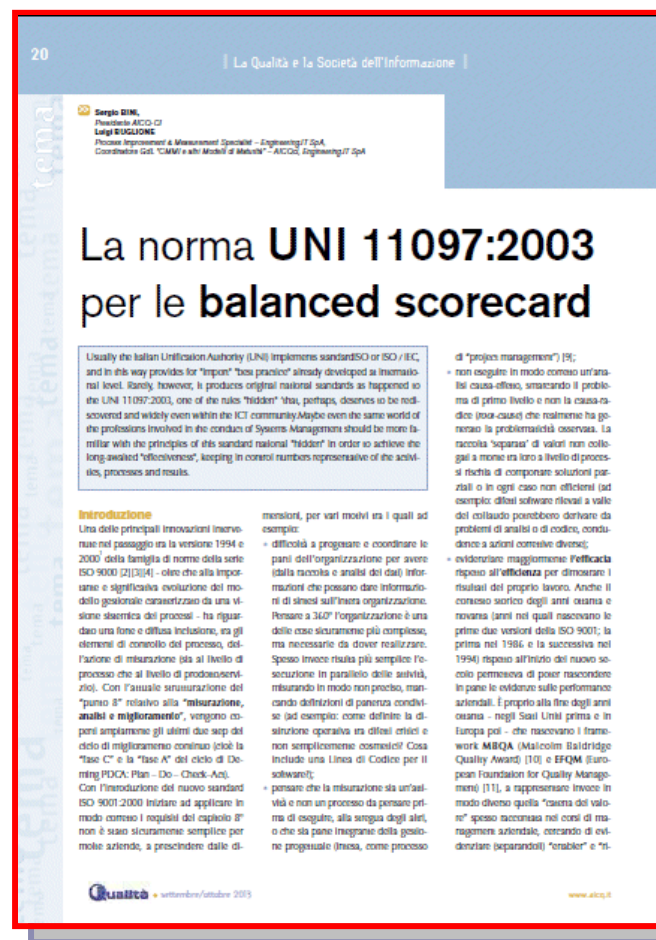 20
La Qualità e la Società dell'Informazione
Sergio BINI,
Presidente AICQ-CI
Luigi BUGLIONE
Process Improvement & Measurement Specialist – Engineering.IT SpA,
Coordinatore GdL "CMMI e altri Modelli di Maturità" – AICQci, Engineering.IT SpA
La norma UNI 11097:2003
per le balanced scorecard
Usually the Italian Unification Authority (UNI) implements standardISO or ISO / IEC,
and in this way provides for "import" "best practice" already developed at internatio-
nal level. Rarely, however, it produces original national standards as happened to
the UNI 11097:2003, one of the rules "hidden" that, perhaps, deserves to be redi-
scovered and widely even within the ICT community.Maybe even the same world of
the professions involved in the conduct of Systems Management should be more fa-
miliar with the principles of this standard national "hidden" in order to achieve the
long-awaited "effectiveness", keeping in control numbers representative of the activi-
ties, processes and results.
Introduzione
Una delle principali innovazioni interve-
nute nel passaggio tra la versione 1994 e
2000 della famiglia di norme della serie
ISO 9000 [2][3][4] - oltre che alla impor-
tante e significativa evoluzione del mo-
dello gestionale caratterizzato da una vi-
sione sistemica dei processi - ha riguar-
dato una forte e diffusa inclusione, tra gli
elementi di controllo del processo, del-
l'azione di misurazione (sia al livello di
processo che al livello di prodotto/servi-
zio). Con l'attuale strutturazione del
"punto 8" relativo alla "misurazione,
analisi e miglioramento", vengono co-
perti ampiamente gli ultimi due step del
ciclo di miglioramento continuo (cioè la
"fase C" e la "fase A" del ciclo di De-
ming PDCA: Plan – Do – Check–Act).
Con l'introduzione del nuovo standard
ISO 9001:2000 iniziare ad applicare in
modo corretto i requisiti del capitolo 8"
non è stato sicuramente semplice per
molte aziende, a prescindere dalle di-
mensioni, per vari motivi tra i quali ad
esempio:
• difficoltà a progettare e coordinare le
parti dell'organizzazione per avere
(dalla raccolta e analisi dei dati) infor-
mazioni che possano dare informazio-
ni di sintesi sull'intera organizzazione.
Pensare a 360° l'organizzazione è una
delle cose sicuramente più complesse,
ma necessarie da dover realizzare.
Spesso invece risulta più semplice l'e-
secuzione in parallelo delle attività,
misurando in modo non preciso, man-
cando definizioni di partenza condivi-
se (ad esempio: come definire la di-
stinzione operativa tra difetti critici e
non semplicemente cosmetici? Cosa
include una Linea di Codice per il
software?);
• pensare che la misurazione sia un'atti-
vità e non un processo da pensare pri-
ma di eseguire, alla stregua degli altri,
o che sia parte integrante della gestio-
ne progettuale (intesa, come processo
di "project management") [9];
• non eseguire in modo corretto un'ana-
lisi causa-effetto, smarcando il proble-
ma di primo livello e non la causa-ra-
dice (root-cause) che realmente ha ge-
nerato la problematicità osservata. La
raccolta 'separata' di valori non colle-
gati a monte tra loro a livello di proces-
si rischia di comportare soluzioni par-
ziali o in ogni caso non efficienti (ad
esempio: difetti software rilevati a valle
del collaudo potrebbero derivare da
problemi di analisi o di codice, condu-
dence a azioni correttive diverse);
• evidenziare maggiormente l'efficacia
rispetto all'efficienza per dimostrare i
risultati del proprio lavoro. Anche il
contesto storico degli anni ottanta e
novanta (anni nei quali nascevano le
prime due versioni della ISO 9001; la
prima nel 1986 e la successiva nel
1994) rispetto all'inizio del nuovo se-
colo permetteva di poter nascondere
in parte le evidenze sulle performance
aziendali. È proprio alla fine degli anni
ottanta - negli Stati Uniti prima e in
Europa poi - che nascevano i frame-
work MBQA (Malcolm Baldridge
Quality Award) [10] e EFQM (Euro-
pean Foundation for Quality Manage-
ment) [11], a rappresentare invece in
modo diverso quella "catena del valo-
re" spesso raccontata nei corsi di ma-
nagement aziendale, cercando di evi-
denziare (separandoli) "enabler" e "ri-
Qualità • settembre/ottobre 2013
www.aicq.it